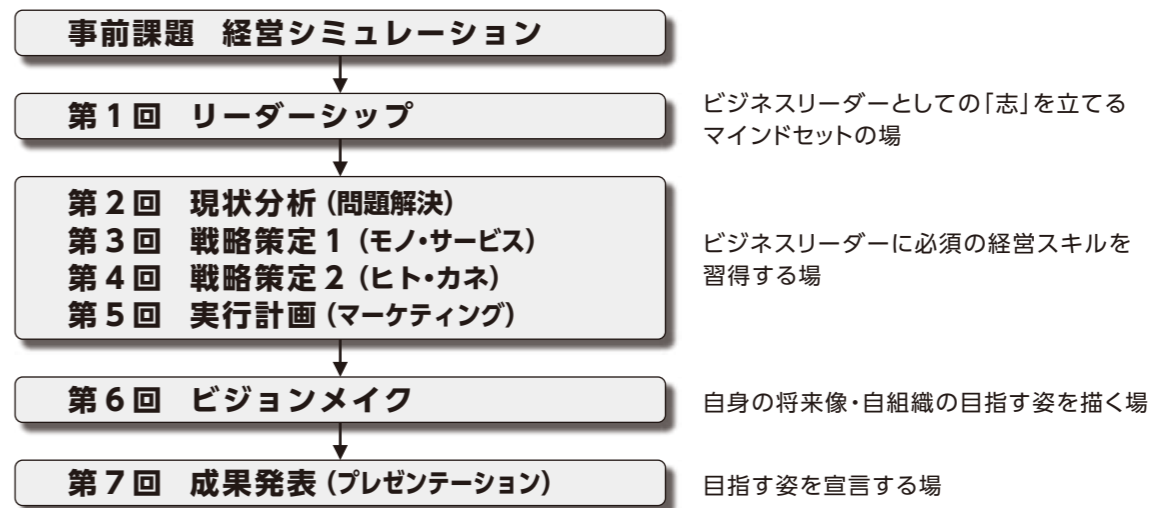 事前課題 経営シミュレーション
第1回 リーダーシップ
ビジネスリーダーとしての「志」を立てる
マインドセットの場
第2回 現状分析(問題解決)
第3回 戦略策定1(モノ・サービス)
第4回 戦略策定2(ヒト・カネ)
第5回 実行計画(マーケティング)
ビジネスリーダーに必須の経営スキルを
習得する場
第6回 ビジョンメイク
自身の将来像・自組織の目指す姿を描く場
第7回 成果発表(プレゼンテーション)
目指す姿を宣言する場